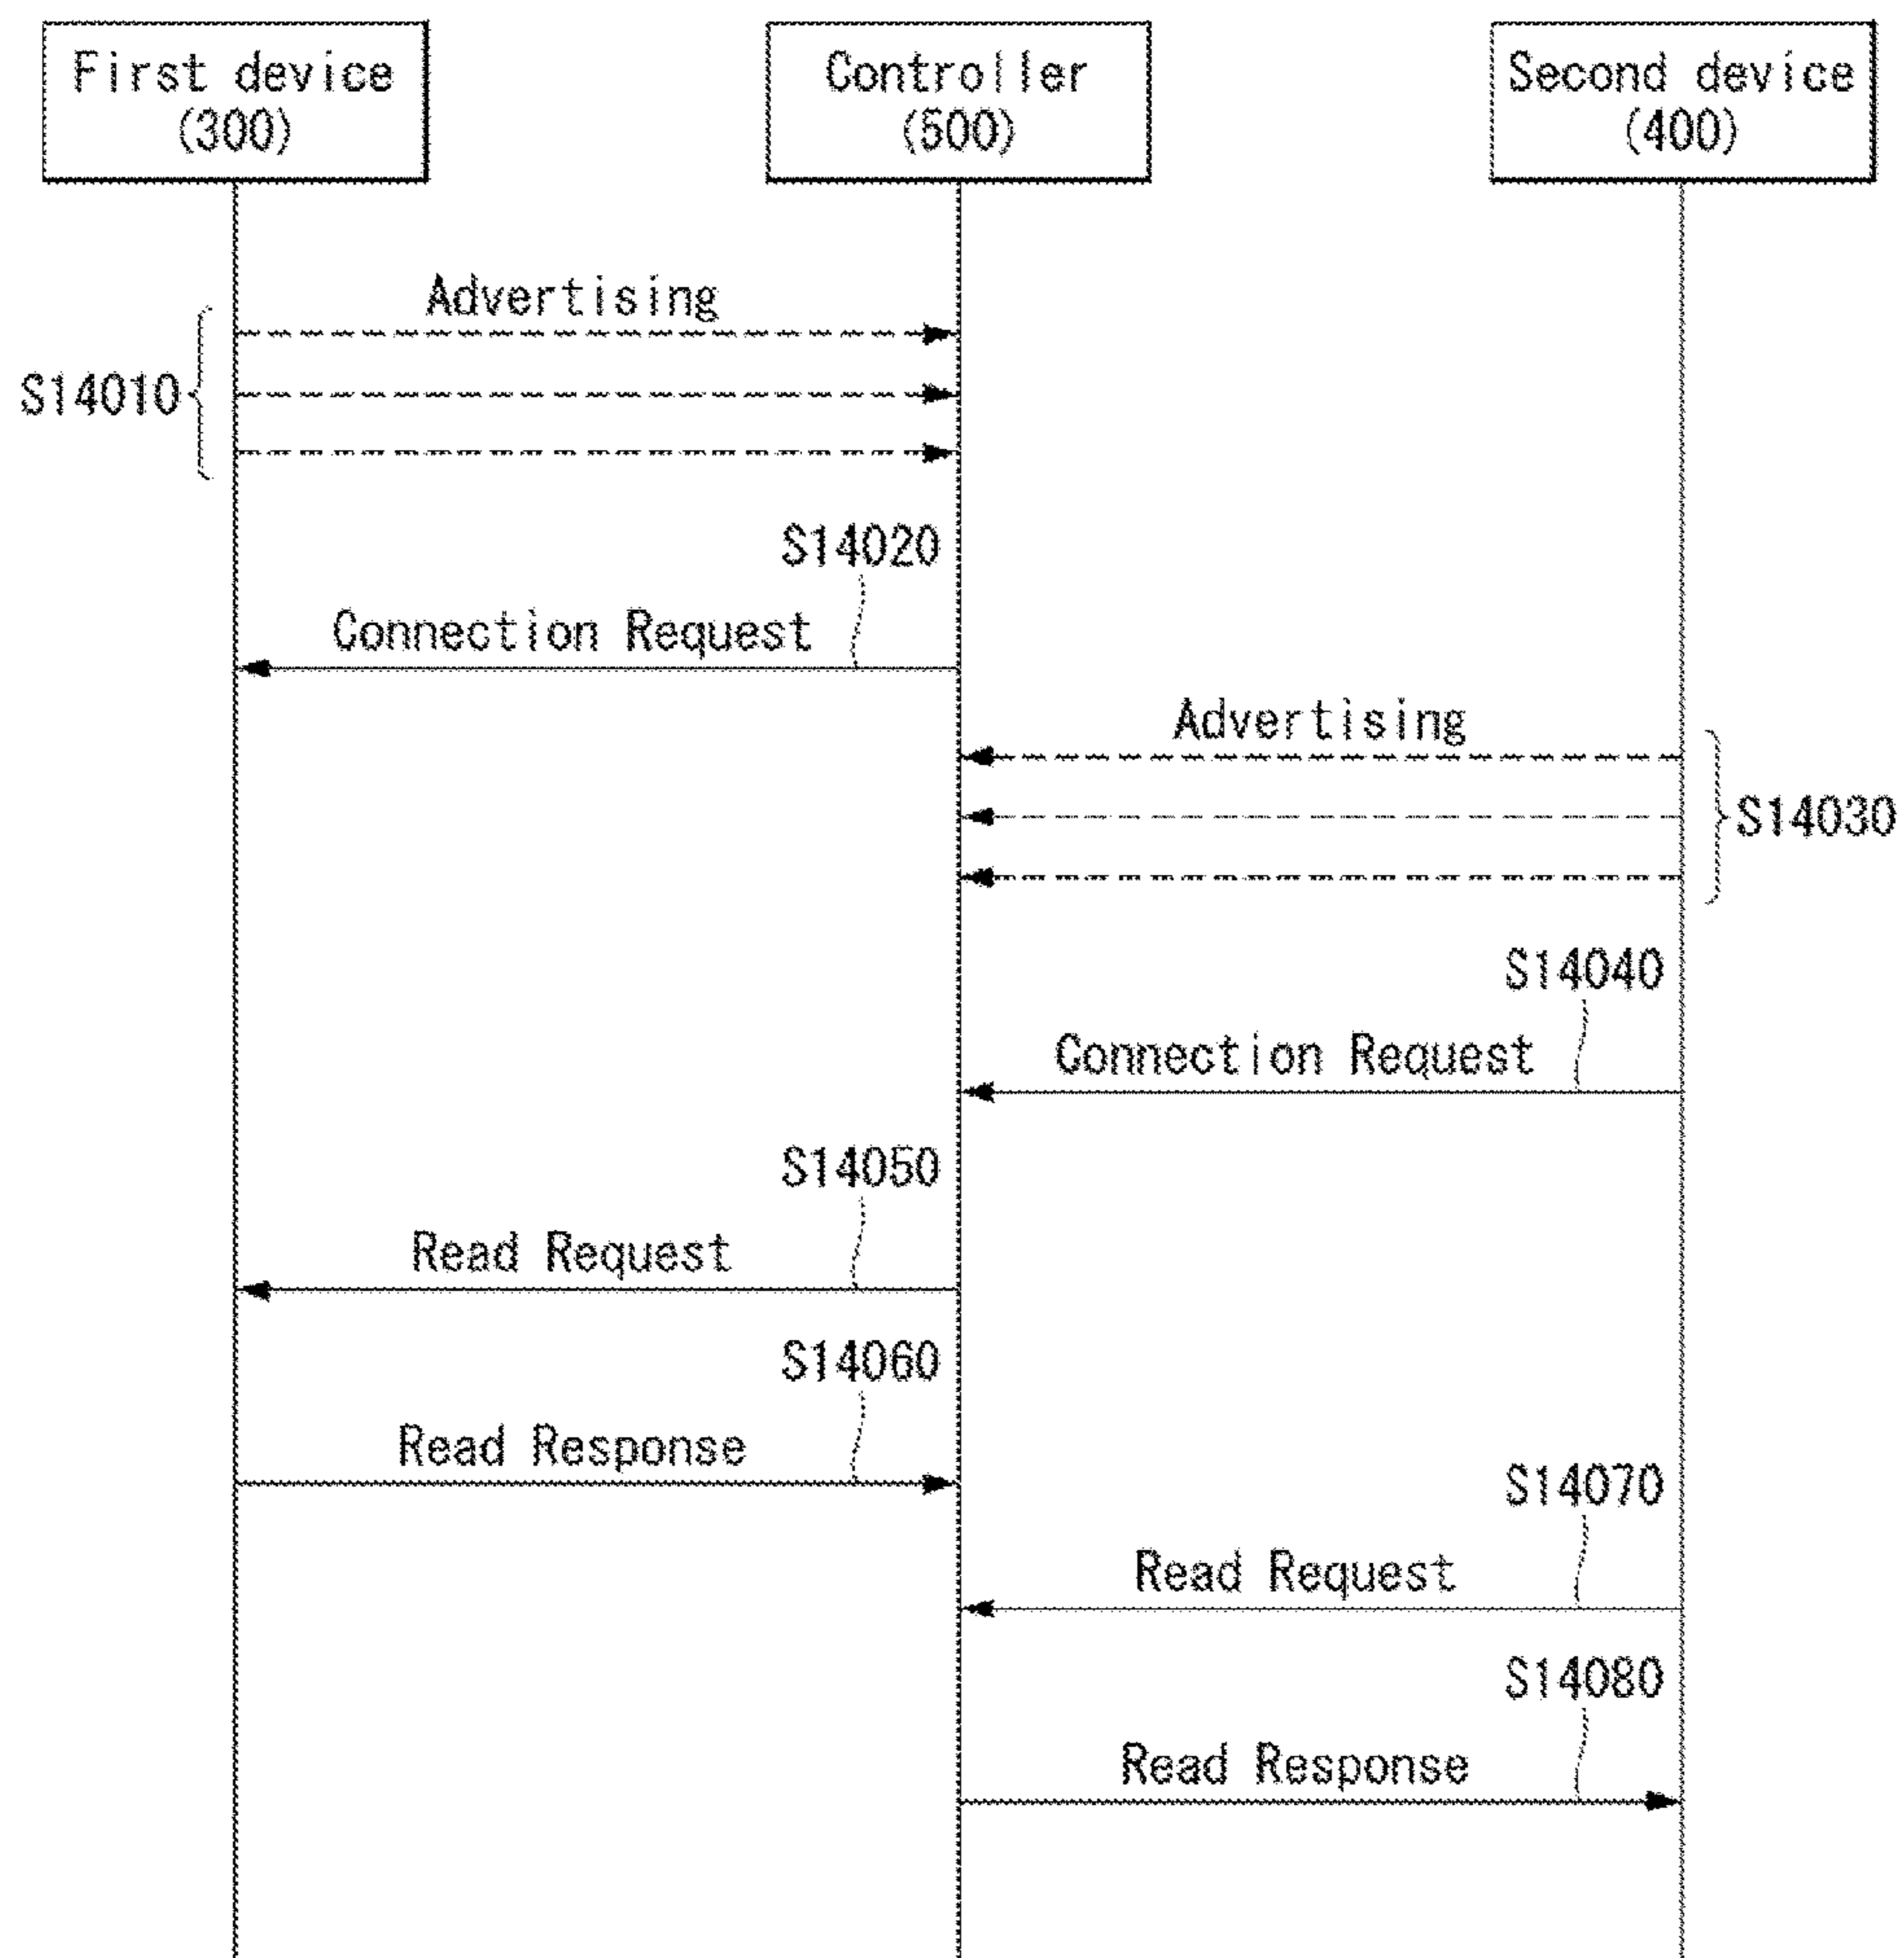 First device
(300)
Controller
(500)
Second device
(400)
Advertising
S14010
S14020
Connection Request
Advertising
S14030
S14040
Connection Request
S14050
Read Request
S14060
Read Response
S14070
Read Request
S14080
Read Response